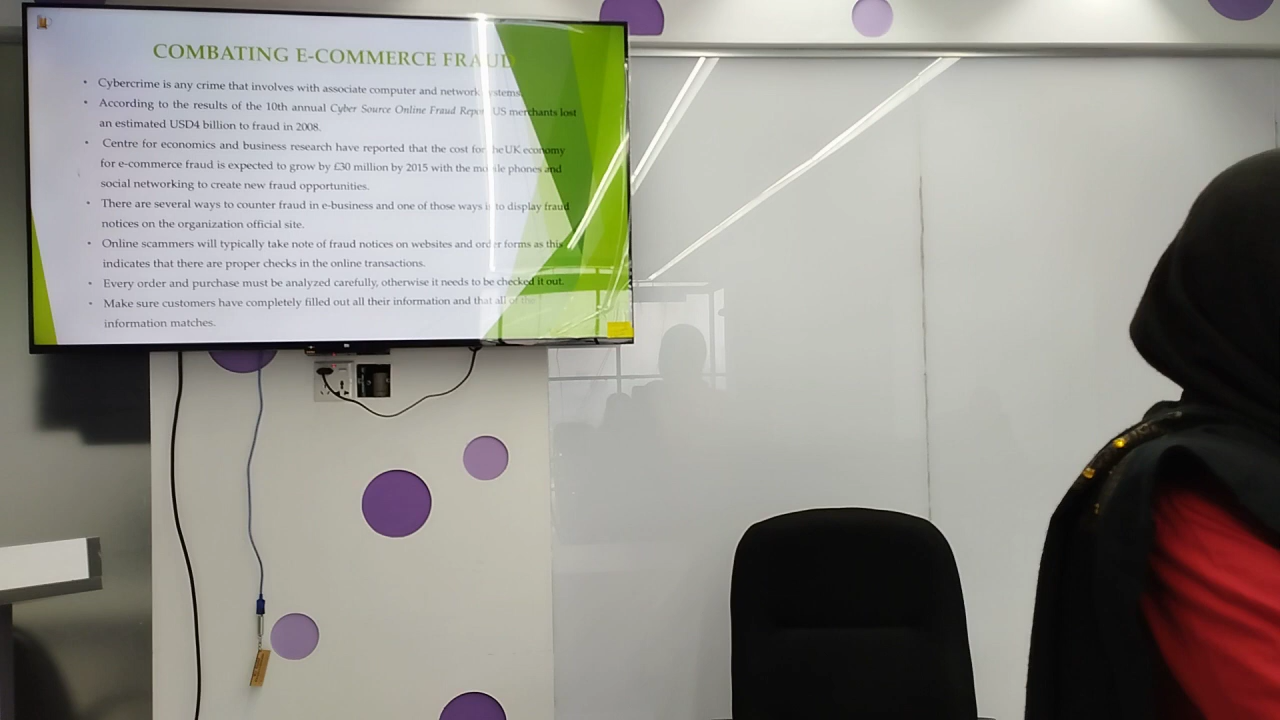 COMBATING E-COMMERCE FRAUD
• Cybercrime is any crime that involves with associate computer and network systems.
• According to the results of the 10th annual Cyber Source Online Fraud Report US merchants lost
an estimated USD4 billion to fraud in 2008.
• Centre for economics and business research have reported that the cost for the UK economy
for e-commerce fraud is expected to grow by £30 million by 2015 with the mobile phones and
social networking to create new fraud opportunities.
• There are several ways to counter fraud in e-business and one of those ways is to display fraud
notices on the organization official site.
• Online scammers will typically take note of fraud notices on websites and order forms as this
indicates that there are proper checks in the online transactions.
• Every order and purchase must be analyzed carefully, otherwise it needs to be checked it out.
• Make sure customers have completely filled out all their information and that all of the
information matches.